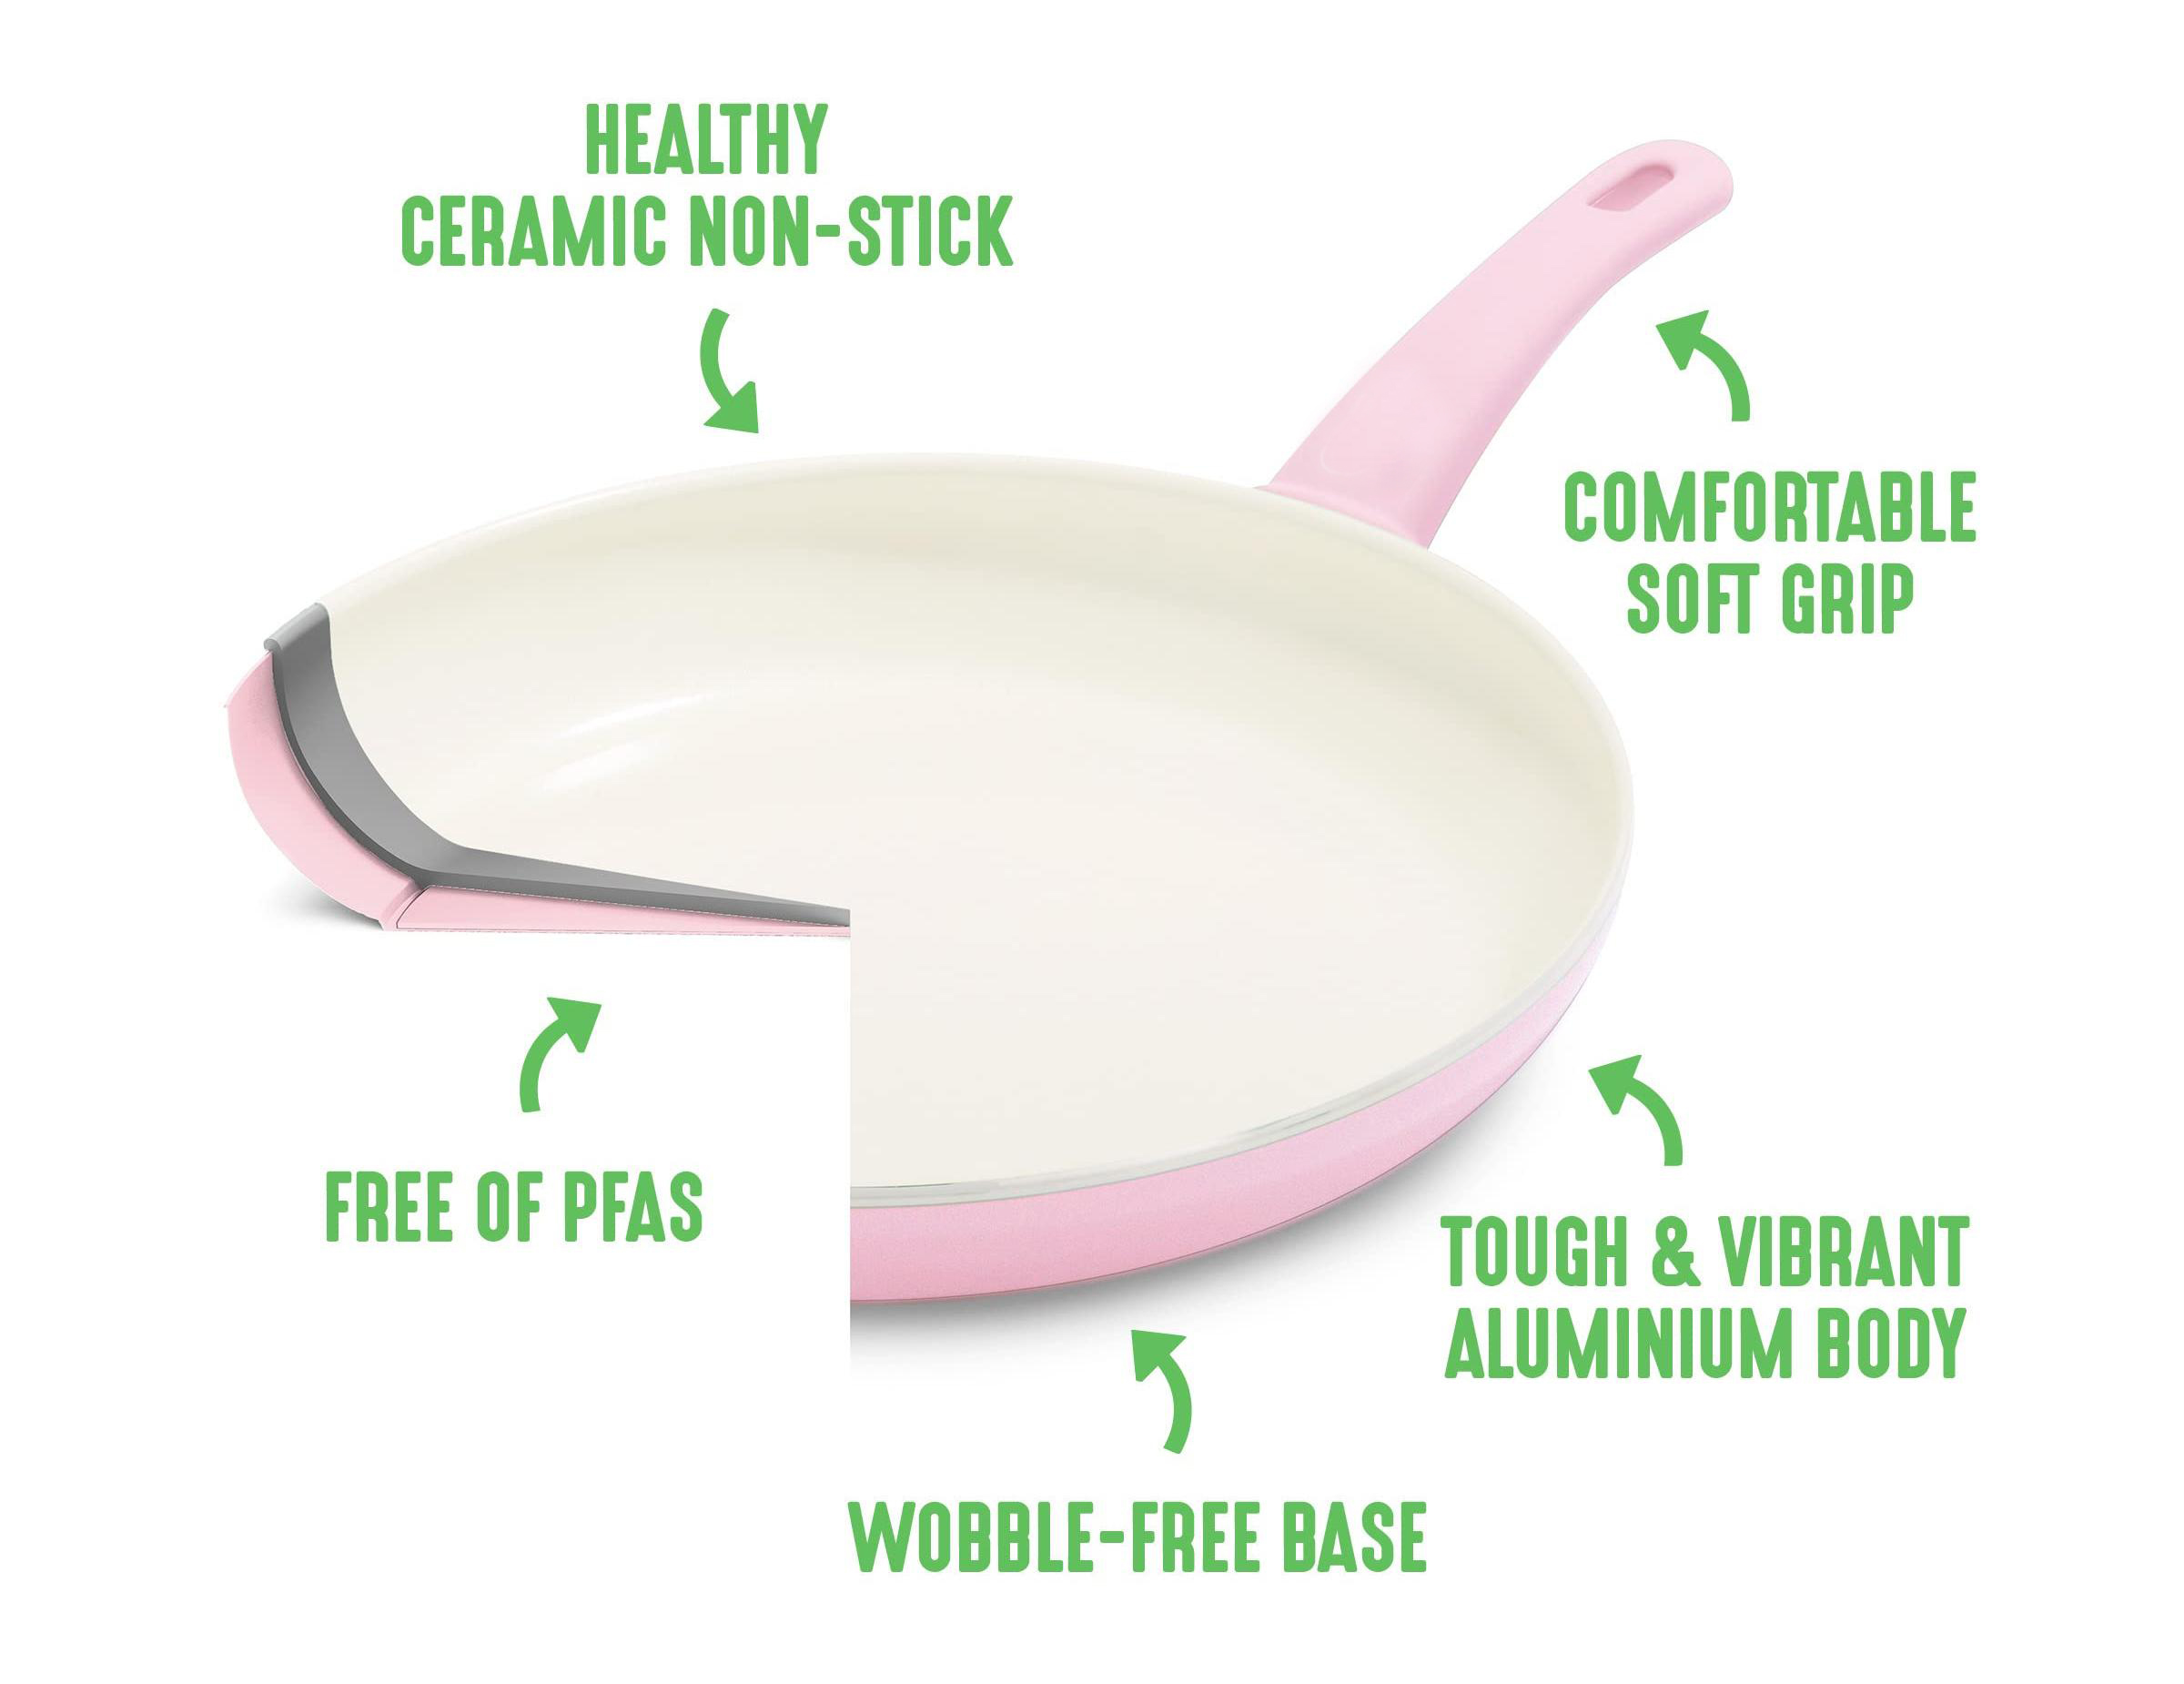 HEALTHY
CERAMIC NON-STICK
COMFORTABLE
SOFT GRIP
FREE OF PFAS
TOUGH & VIBRANT
ALUMINIUM BODY
WOBBLE-FREE BASE